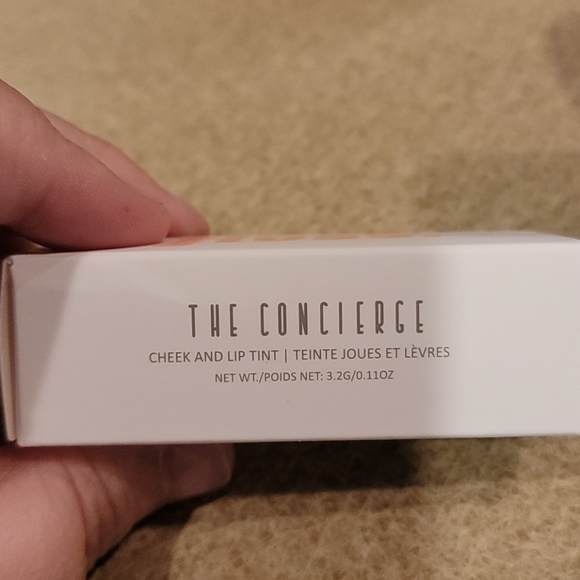 THE CONCIERGE
CHEEK AND LIP TINT | TEINTE JOUES ET LÈVRES
NET WT./POIDS NET: 3.2G/0.11OZ